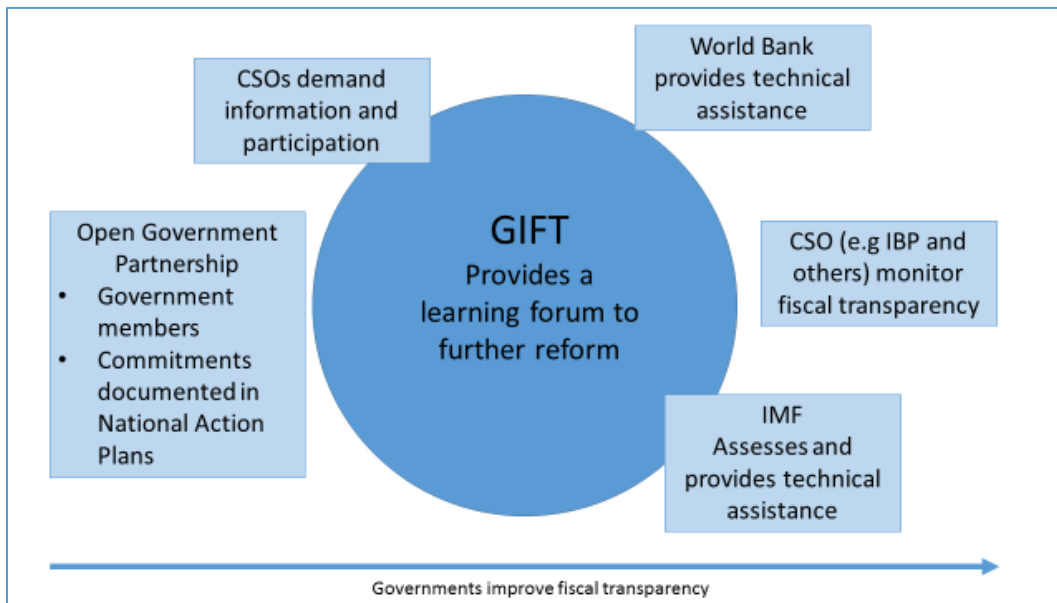 World Bank
provides technical
assistance
CSOs demand
information and
participation
GIFT
Provides a
learning forum to
further reform
Open Government
Partnership
• Government
members
• Commitments
documented in
National Action
Plans
CSO (e.g IBP and
others) monitor
fiscal transparency
IMF
Assesses and
provides technical
assistance
Governments improve fiscal transparency